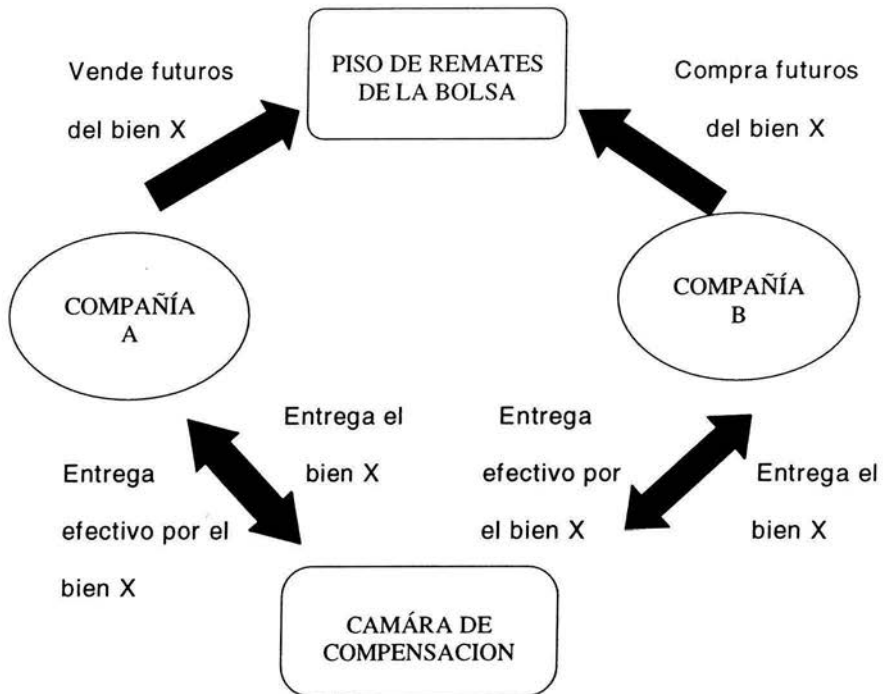 Vende futuros
del bien X
PISO DE REMATES
DE LA BOLSA
Compra futuros
del bien X
COMPAÑÍA
A
COMPAÑÍA
B
Entrega
efectivo por el
bien X
Entrega el
bien X
Entrega
efectivo por
el bien X
Entrega el
bien X
CAMÁRA DE
COMPENSACION